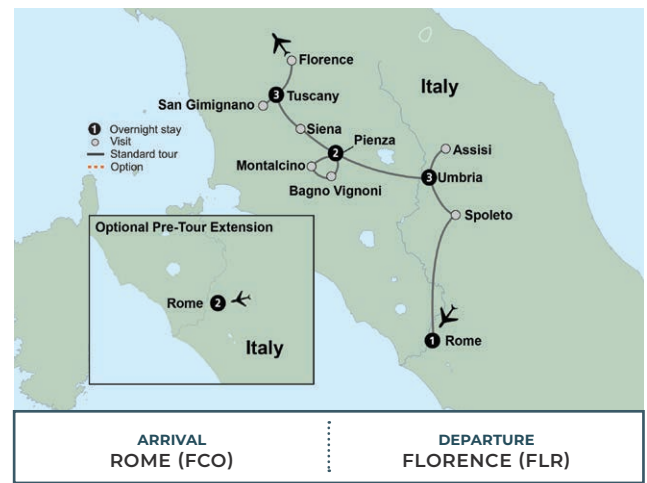 Florence
Italy
3 Tuscany
San Gimignano
1 Overnight stay
Visit
Standard tour
Option
Siena
Pienza
2
Montalcino
Bagno Vignoni
Assisi
3 Umbria
Spoleto
Optional Pre-Tour Extension
Rome 2
Italy
1 Rome
ARRIVAL
ROME (FCO)
DEPARTURE
FLORENCE (FLR)